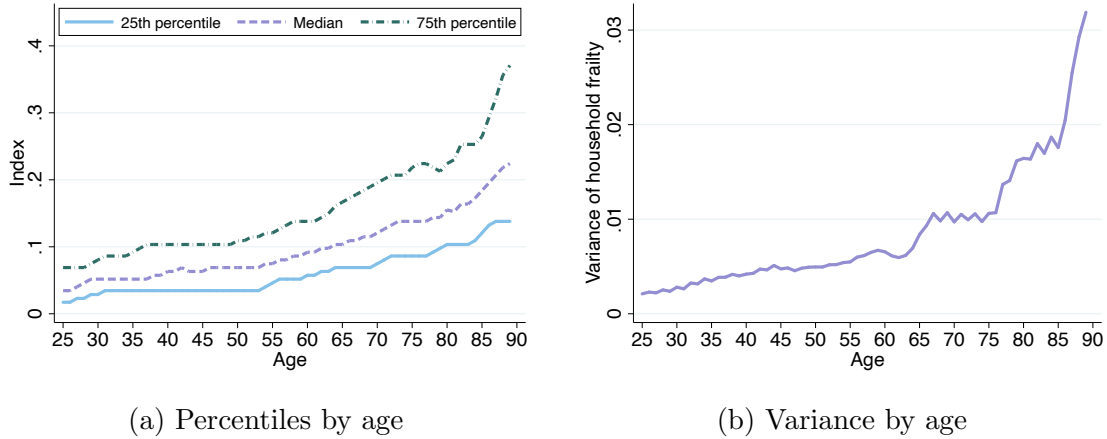 25th percentile Median 75th percentile
Index
.4
.3
.2
.1
0
25 30 35 40 45 50 55 60 65 70 75 80 85 90
Age
(a) Percentiles by age
Variance of household frailty
.03
.02
.01
0
25 30 35 40 45 50 55 60 65 70 75 80 85 90
Age
(b) Variance by age